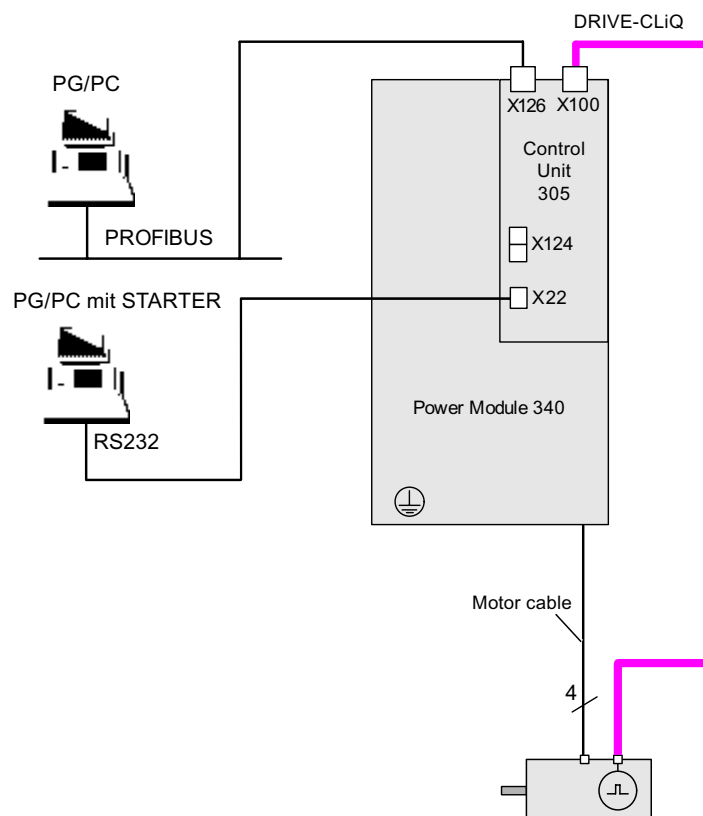 DRIVE-CLiQ
PG/PC
X126 X100
Control
Unit
305
PROFIBUS
X124
PG/PC mit STARTER
X22
Power Module 340
RS232
Motor cable
4